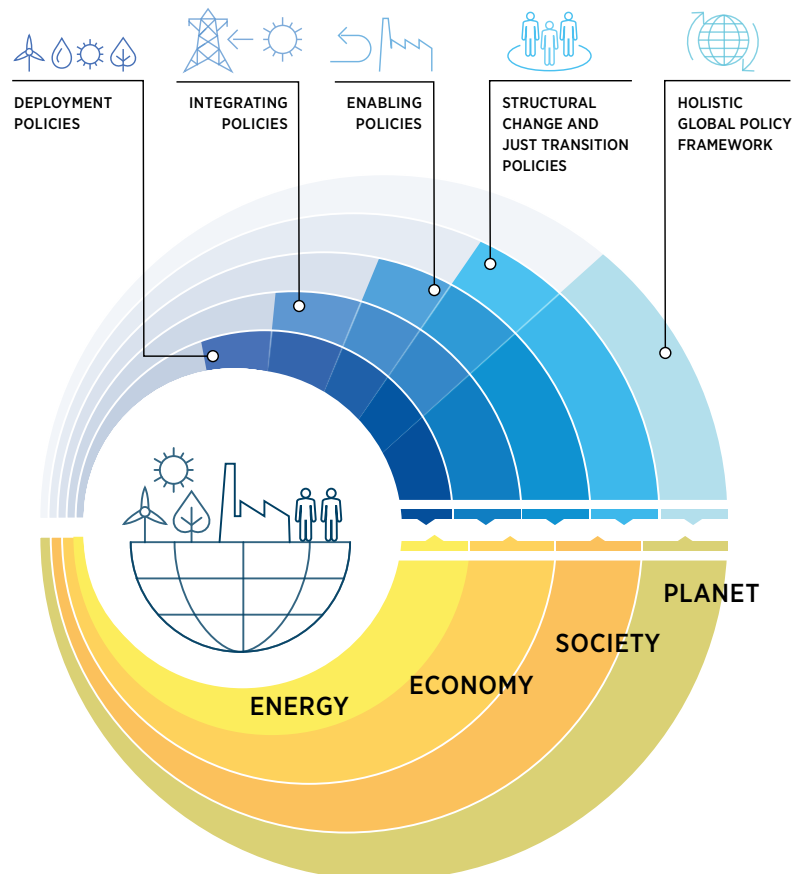 DEPLOYMENT
POLICIES
INTEGRATING
POLICIES
ENABLING
POLICIES
STRUCTURAL
CHANGE AND
JUST TRANSITION
POLICIES
HOLISTIC
GLOBAL POLICY
FRAMEWORK
PLANET
SOCIETY
ECONOMY
ENERGY